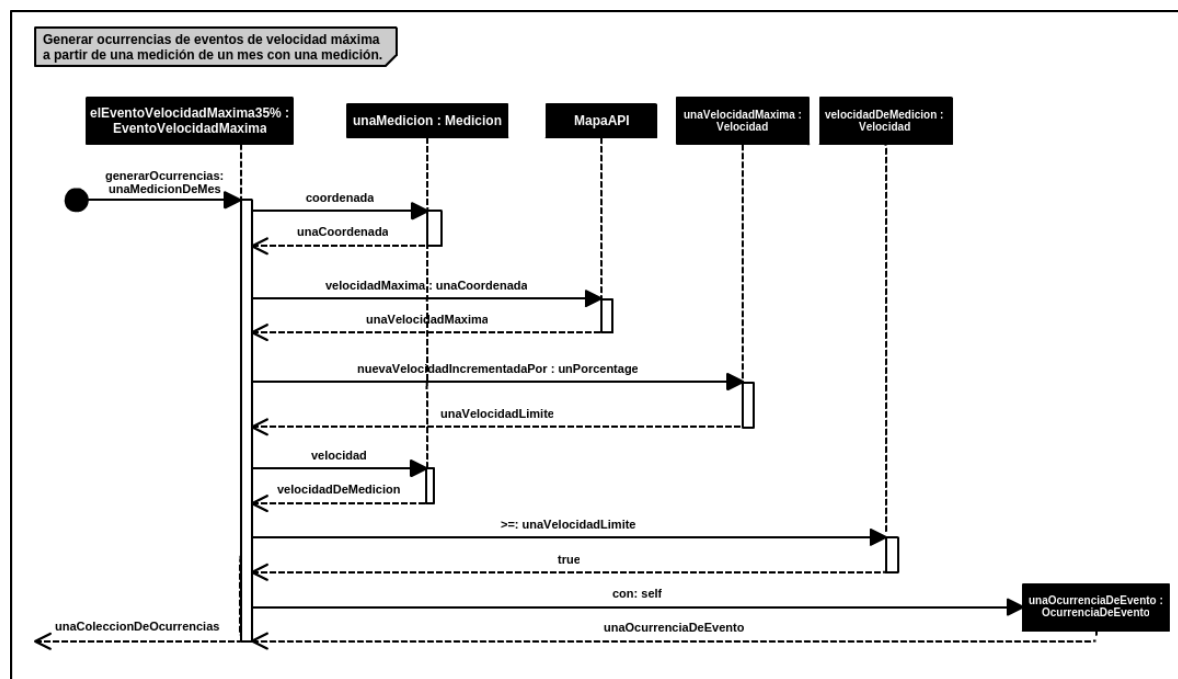 Generar ocurrencias de eventos de velocidad máxima
a partir de una medición de un mes con una medición.
elEventoVelocidadMaxima35% :
EventoVelocidadMaxima
unaMedicion : Medicion
MapaAPI
unaVelocidadMaxima :
Velocidad
velocidadDeMedicion :
Velocidad
generarOcurrencias:
unaMedicionDeMes
coordenada
unaCoordenada
velocidadMaxima : unaCoordenada
unaVelocidadMaxima
nuevaVelocidadIncrementadaPor : unPorcentage
unaVelocidadLimite
velocidad
velocidadDeMedicion
>=: unaVelocidadLimite
true
con: self
unaOcurrenciaDeEvento :
OcurrenciaDeEvento
unaColeccionDeOcurrencias
unaOcurrenciaDeEvento